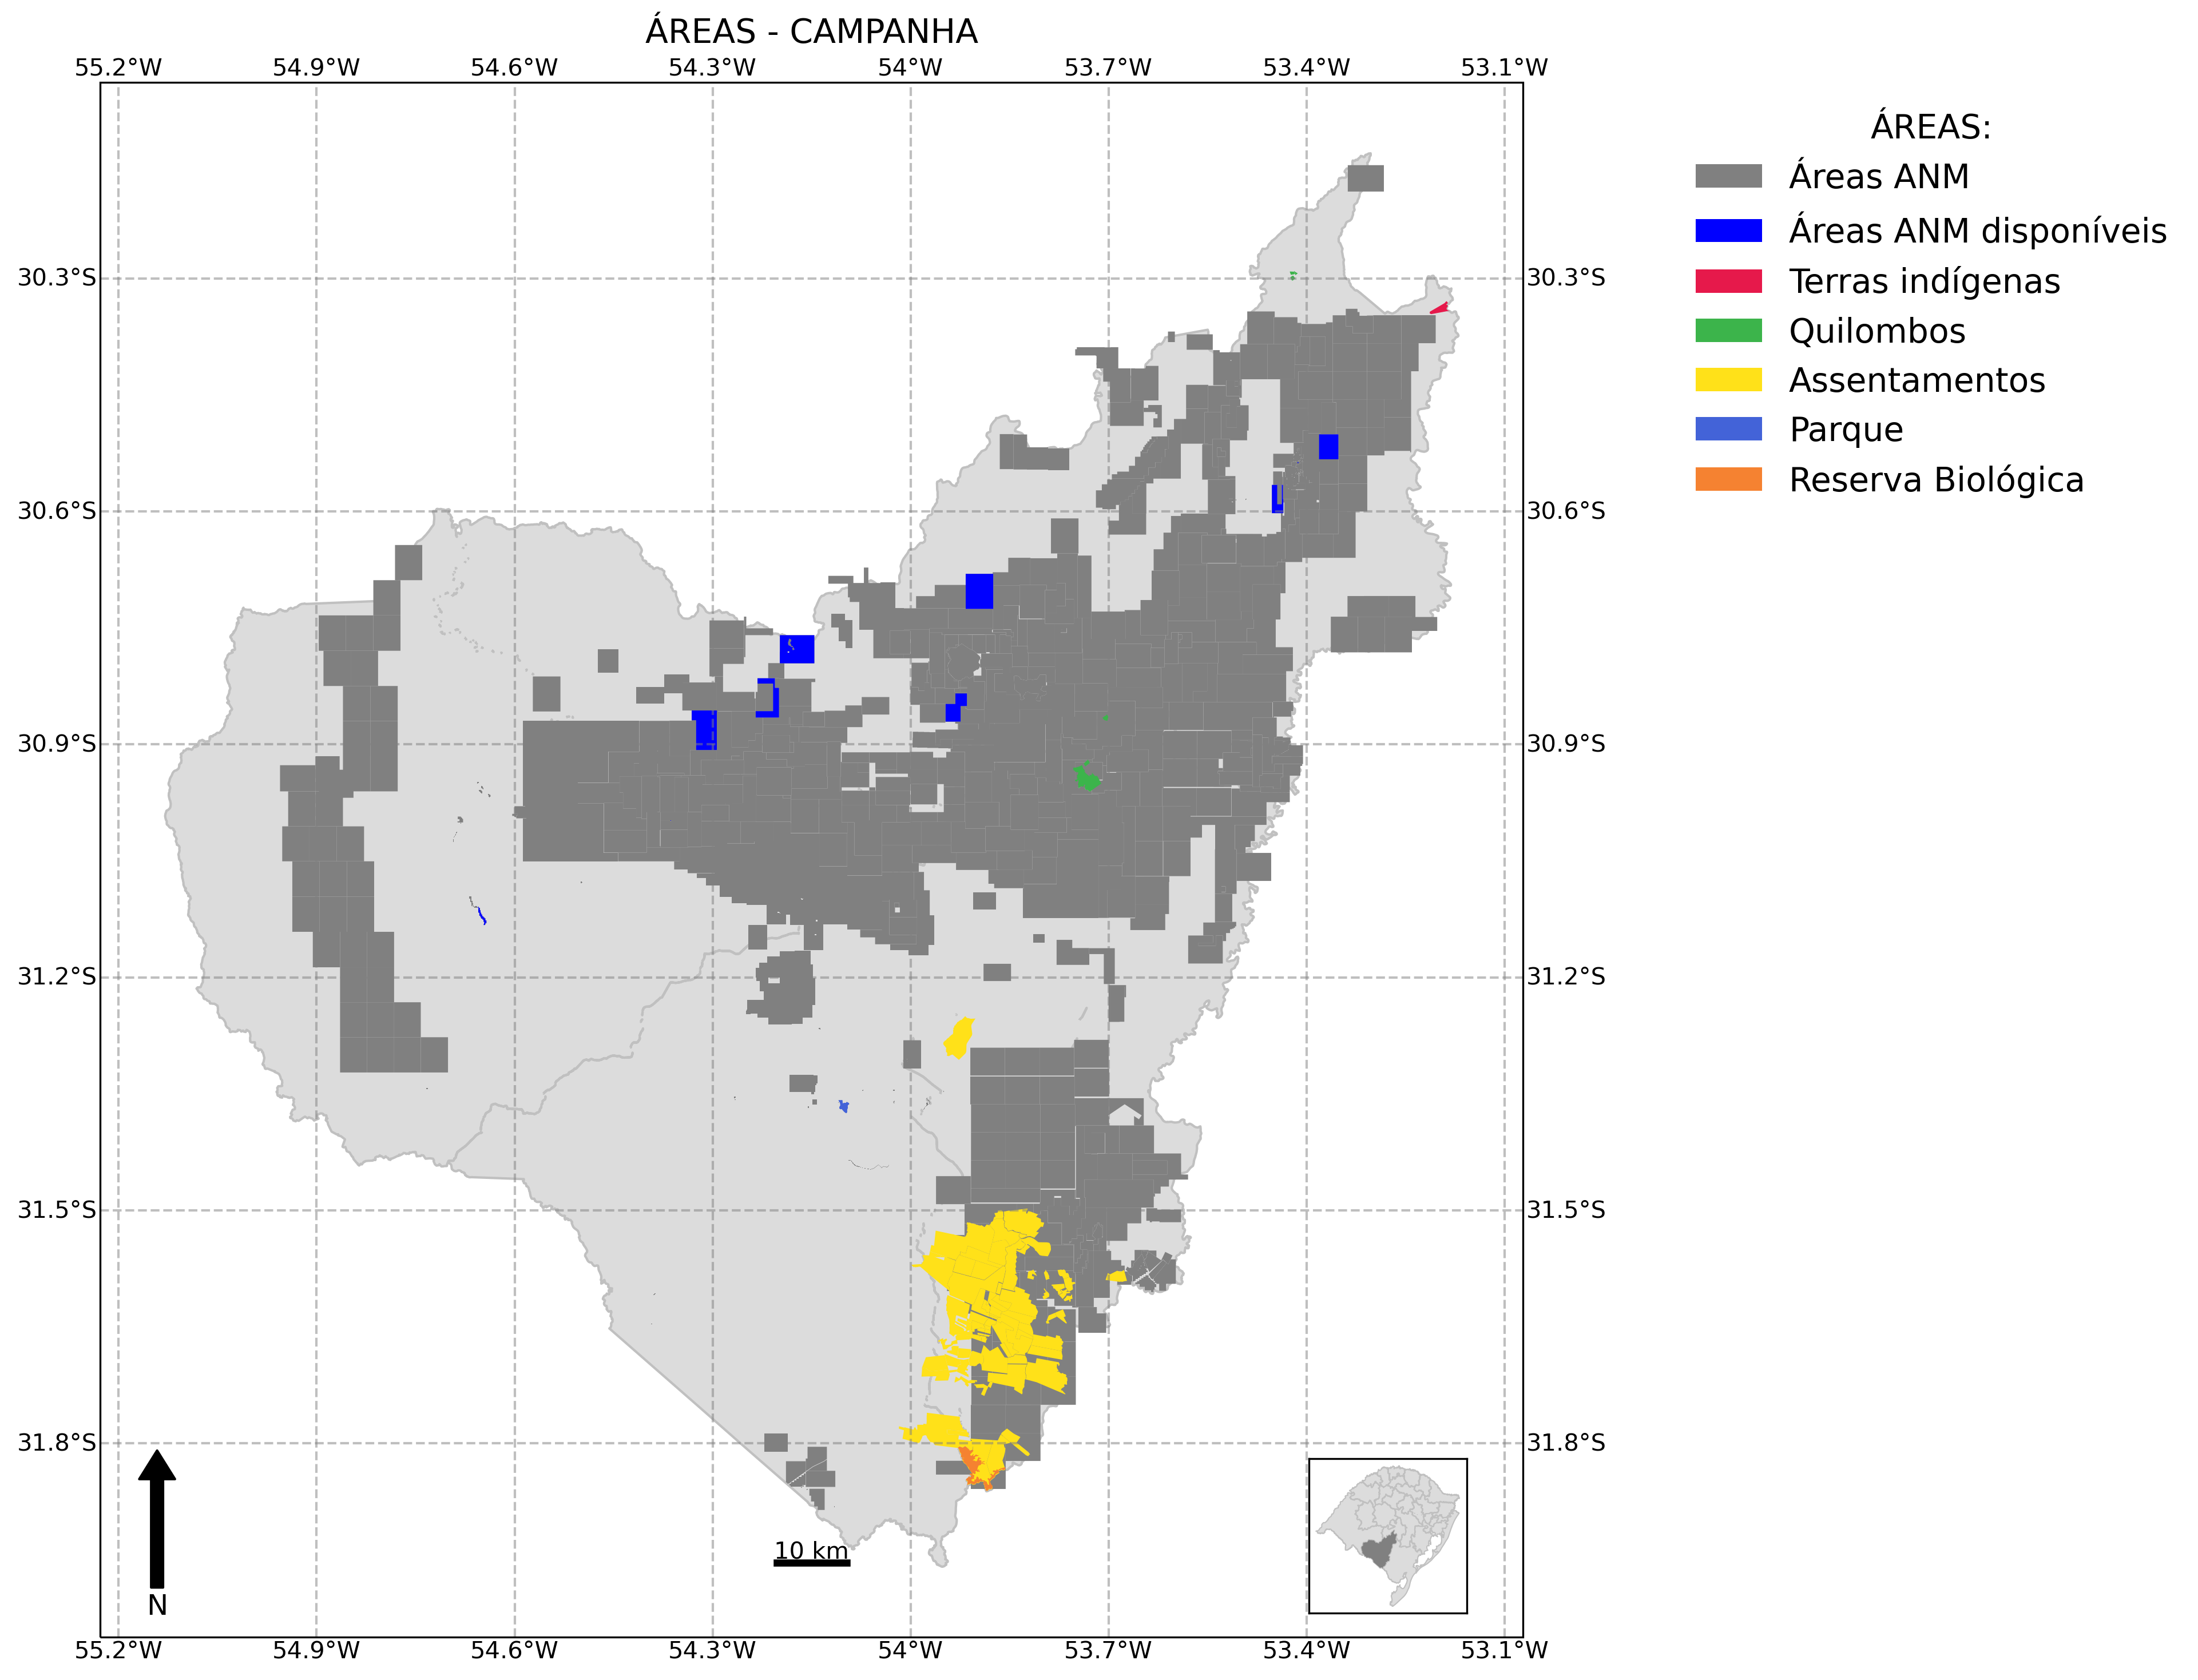 ÁREAS - CAMPANHA
55.2°W 54.9°W 54.6°W 54.3°W 54°W 53.7°W 53.4°W 53.1°W
ÁREAS:
Áreas ANM
Áreas ANM disponíveis
Terras indígenas
Quilombos
Assentamentos
Parque
Reserva Biológica
30.3°S 30.3°S
30.6°S 30.6°S
30.9°S 30.9°S
31.2°S 31.2°S
31.5°S 31.5°S
31.8°S 31.8°S
10 km
N
55.2°W 54.9°W 54.6°W 54.3°W 54°W 53.7°W 53.4°W 53.1°W